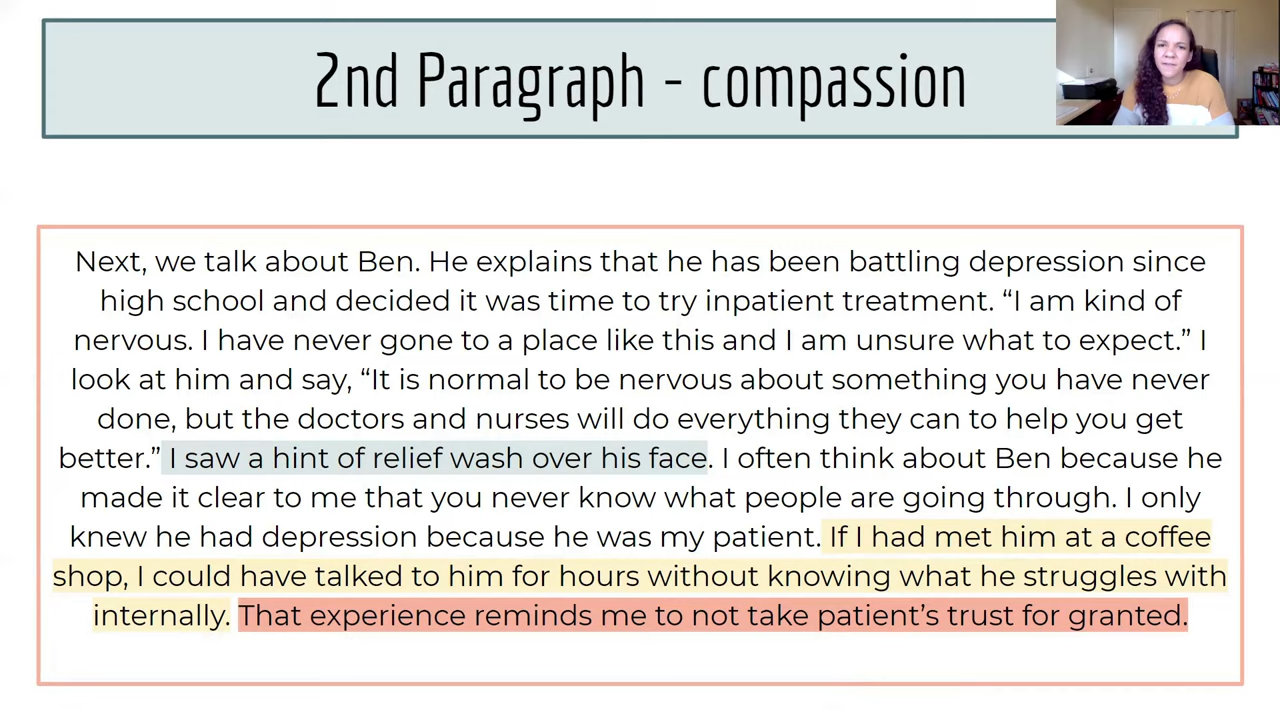 2nd Paragraph - compassion
Next, we talk about Ben. He explains that he has been battling depression since
high school and decided it was time to try inpatient treatment. “I am kind of
nervous. I have never gone to a place like this and I am unsure what to expect.” I
look at him and say, “It is normal to be nervous about something you have never
done, but the doctors and nurses will do everything they can to help you get
better.” I saw a hint of relief wash over his face. I often think about Ben because he
made it clear to me that you never know what people are going through. I only
knew he had depression because he was my patient. If I had met him at a coffee
shop, I could have talked to him for hours without knowing what he struggles with
internally. That experience reminds me to not take patient’s trust for granted.